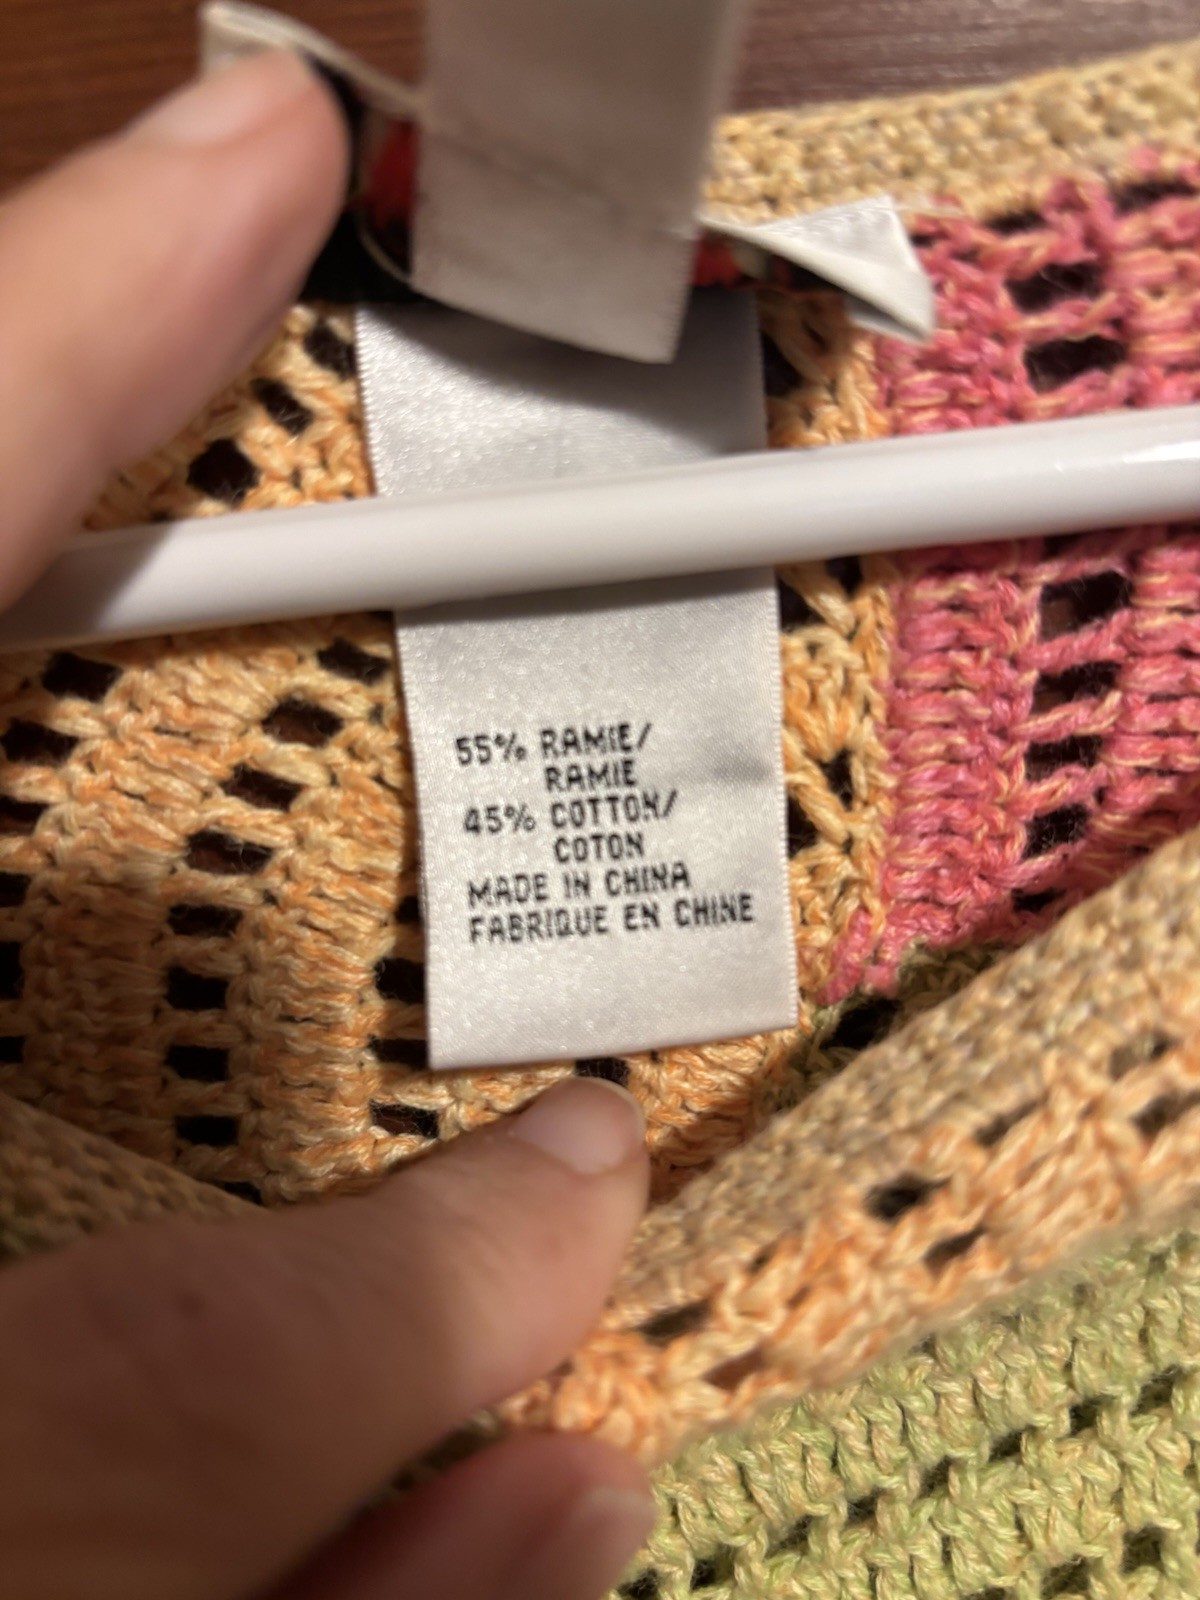 55% RAMIE/
RAMIE
45% COTTON/
COTON
MADE IN CHINA
FABRIQUE EN CHINE